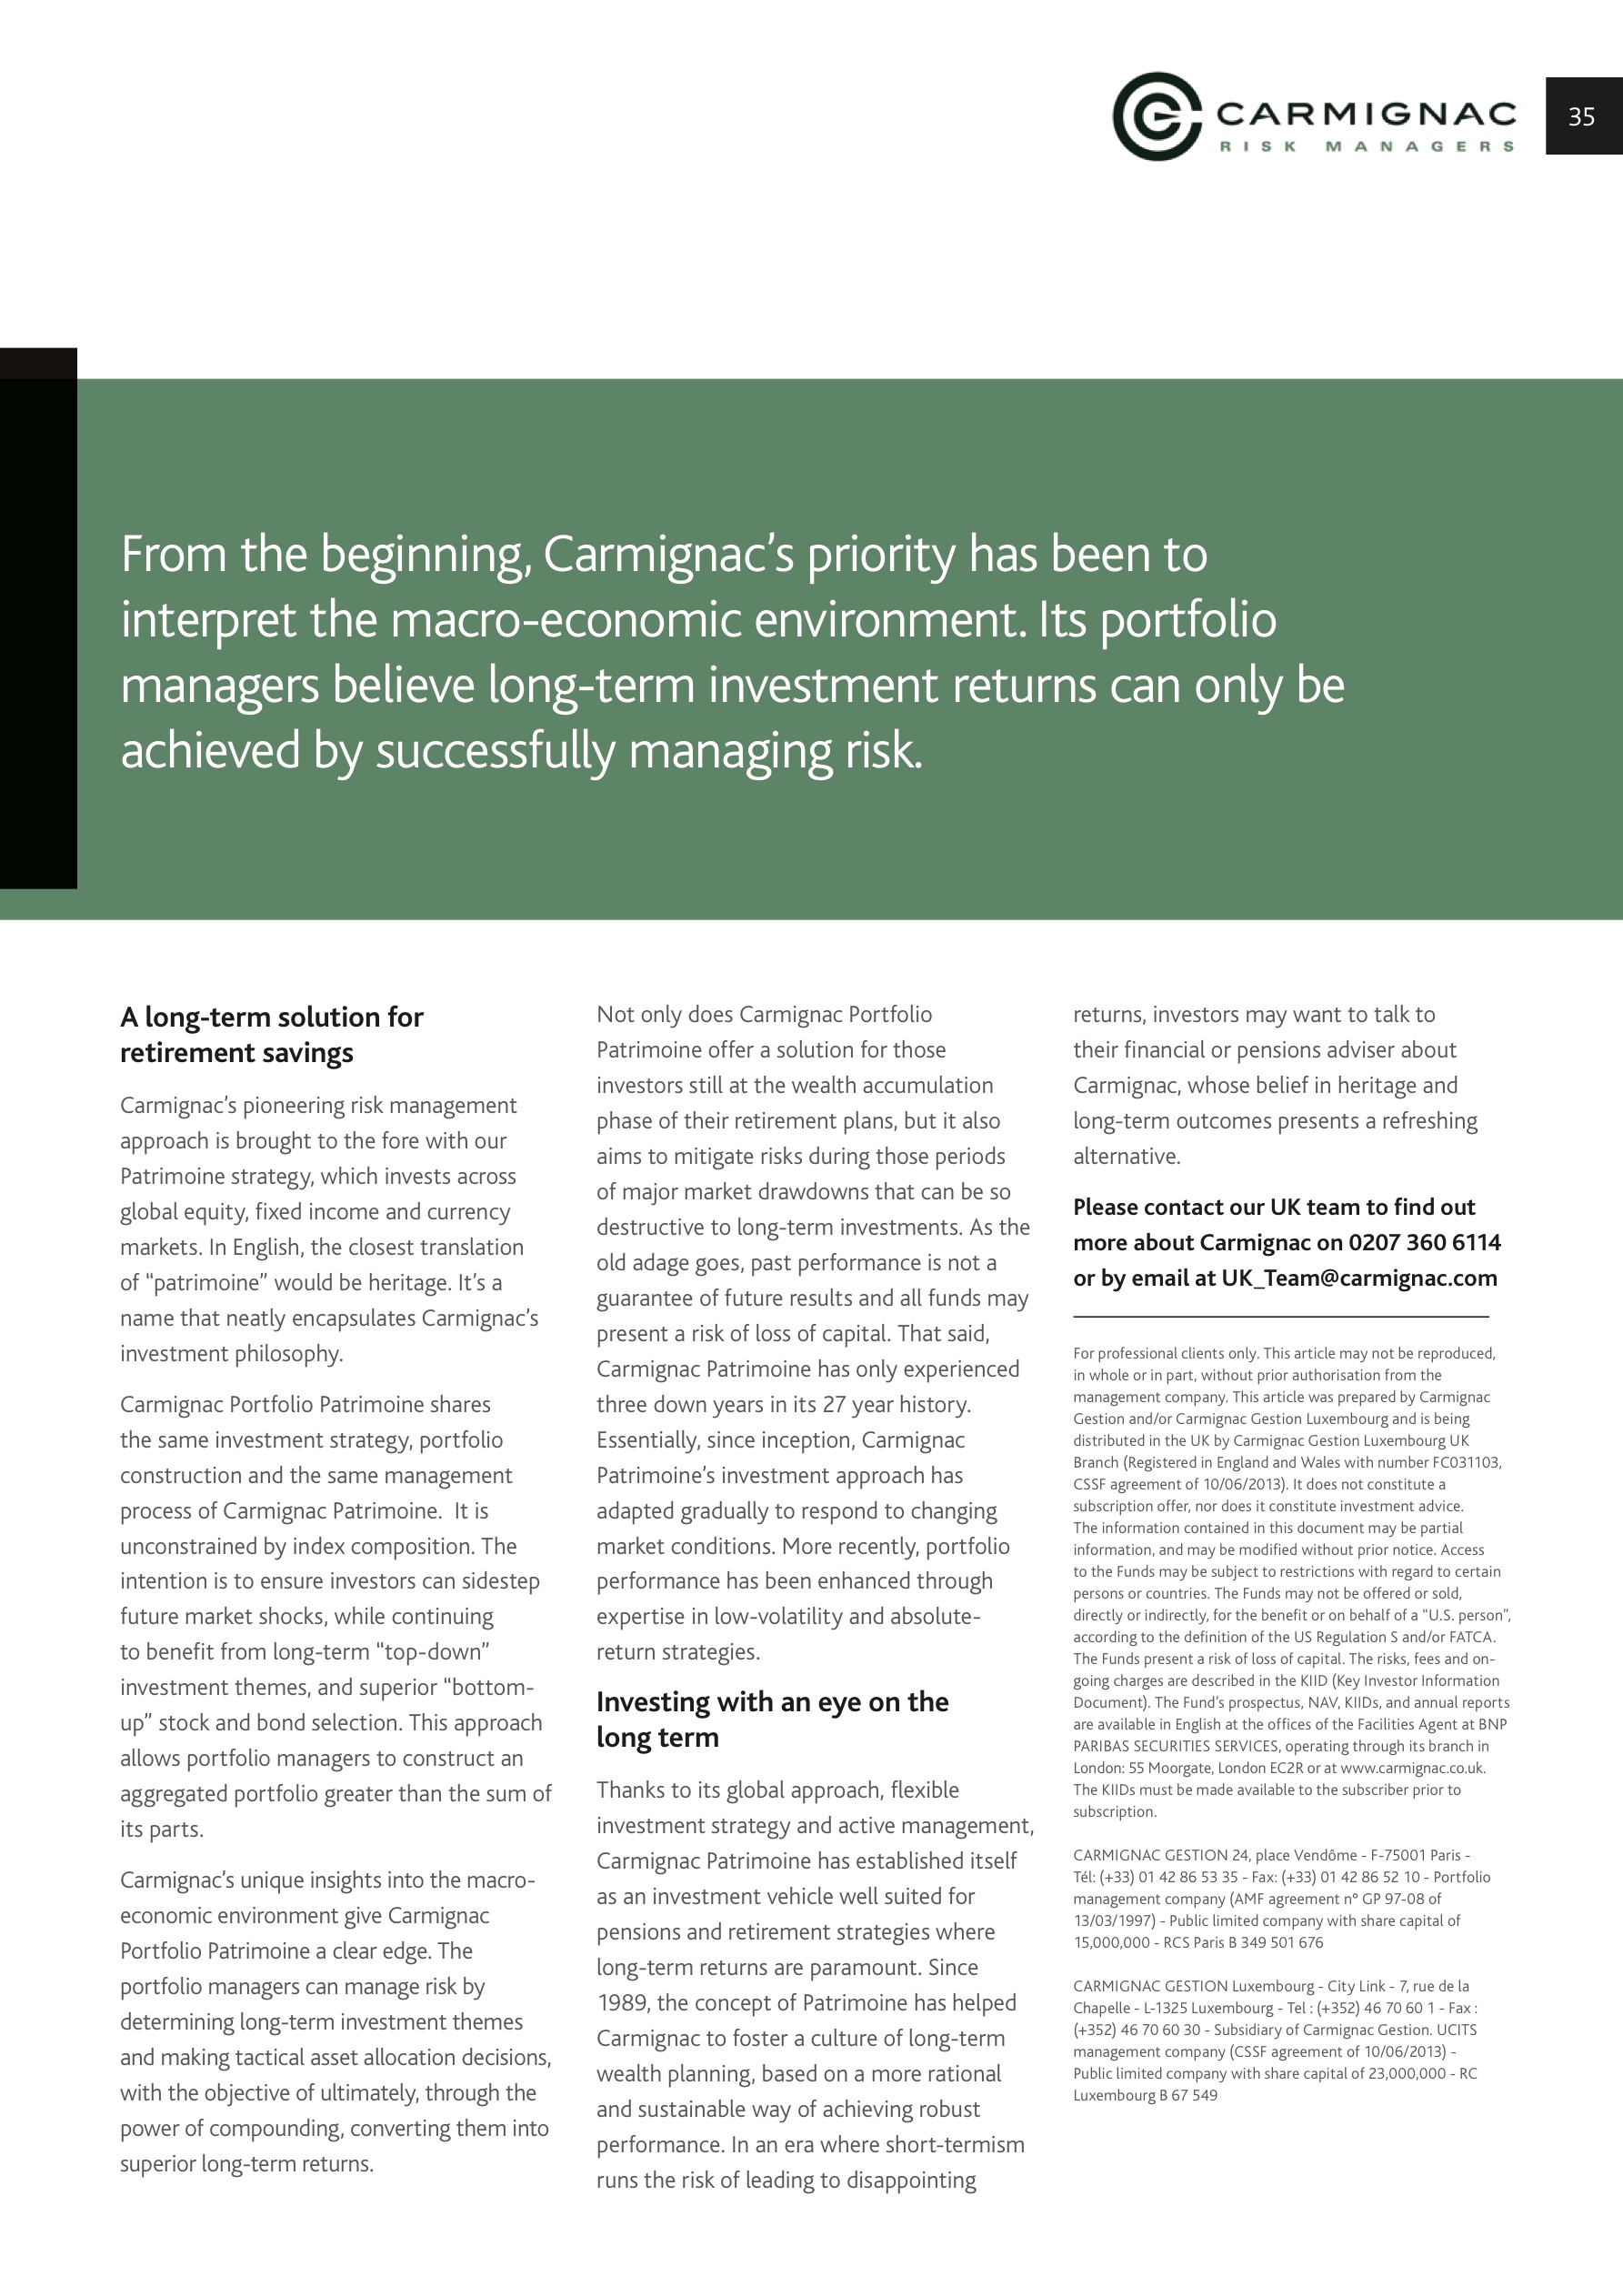 CARMIGNAC
RISK MANAGERS
35
From the beginning, Carmignac’s priority has been to
interpret the macro-economic environment. Its portfolio
managers believe long-term investment returns can only be
achieved by successfully managing risk.
A long-term solution for
retirement savings
Carmignac’s pioneering risk management
approach is brought to the fore with our
Patrimoine strategy, which invests across
global equity, fixed income and currency
markets. In English, the closest translation
of “patrimoine” would be heritage. It’s a
name that neatly encapsulates Carmignac’s
investment philosophy.
Carmignac Portfolio Patrimoine shares
the same investment strategy, portfolio
construction and the same management
process of Carmignac Patrimoine.  It is
unconstrained by index composition. The
intention is to ensure investors can sidestep
future market shocks, while continuing
to benefit from long-term “top-down”
investment themes, and superior “bottom-
up” stock and bond selection. This approach
allows portfolio managers to construct an
aggregated portfolio greater than the sum of
its parts.
Carmignac’s unique insights into the macro-
economic environment give Carmignac
Portfolio Patrimoine a clear edge. The
portfolio managers can manage risk by
determining long-term investment themes
and making tactical asset allocation decisions,
with the objective of ultimately, through the
power of compounding, converting them into
superior long-term returns.
Not only does Carmignac Portfolio
Patrimoine offer a solution for those
investors still at the wealth accumulation
phase of their retirement plans, but it also
aims to mitigate risks during those periods
of major market drawdowns that can be so
destructive to long-term investments. As the
old adage goes, past performance is not a
guarantee of future results and all funds may
present a risk of loss of capital. That said,
Carmignac Patrimoine has only experienced
three down years in its 27 year history.
Essentially, since inception, Carmignac
Patrimoine’s investment approach has
adapted gradually to respond to changing
market conditions. More recently, portfolio
performance has been enhanced through
expertise in low-volatility and absolute-
return strategies.
Investing with an eye on the
long term
Thanks to its global approach, flexible
investment strategy and active management,
Carmignac Patrimoine has established itself
as an investment vehicle well suited for
pensions and retirement strategies where
long-term returns are paramount. Since
1989, the concept of Patrimoine has helped
Carmignac to foster a culture of long-term
wealth planning, based on a more rational
and sustainable way of achieving robust
performance. In an era where short-termism
runs the risk of leading to disappointing
returns, investors may want to talk to
their financial or pensions adviser about
Carmignac, whose belief in heritage and
long-term outcomes presents a refreshing
alternative.
Please contact our UK team to find out
more about Carmignac on 0207 360 6114
or by email at UK_Team@carmignac.com
For professional clients only. This article may not be reproduced,
in whole or in part, without prior authorisation from the
management company. This article was prepared by Carmignac
Gestion and/or Carmignac Gestion Luxembourg and is being
distributed in the UK by Carmignac Gestion Luxembourg UK
Branch (Registered in England and Wales with number FC031103,
CSSF agreement of 10/06/2013). It does not constitute a
subscription offer, nor does it constitute investment advice.
The information contained in this document may be partial
information, and may be modified without prior notice. Access
to the Funds may be subject to restrictions with regard to certain
persons or countries. The Funds may not be offered or sold,
directly or indirectly, for the benefit or on behalf of a “U.S. person”,
according to the definition of the US Regulation S and/or FATCA.
The Funds present a risk of loss of capital. The risks, fees and on-
going charges are described in the KIID (Key Investor Information
Document). The Fund’s prospectus, NAV, KIIDs, and annual reports
are available in English at the offices of the Facilities Agent at BNP
PARIBAS SECURITIES SERVICES, operating through its branch in
London: 55 Moorgate, London EC2R or at www.carmignac.co.uk.
The KIIDs must be made available to the subscriber prior to
subscription.
CARMIGNAC GESTION 24, place Vendôme - F-75001 Paris -
Tél: (+33) 01 42 86 53 35 - Fax: (+33) 01 42 86 52 10 - Portfolio
management company (AMF agreement n° GP 97-08 of
13/03/1997) - Public limited company with share capital of
15,000,000 - RCS Paris B 349 501 676
CARMIGNAC GESTION Luxembourg - City Link - 7, rue de la
Chapelle - L-1325 Luxembourg - Tel : (+352) 46 70 60 1 - Fax :
(+352) 46 70 60 30 - Subsidiary of Carmignac Gestion. UCITS
management company (CSSF agreement of 10/06/2013) -
Public limited company with share capital of 23,000,000 - RC
Luxembourg B 67 549